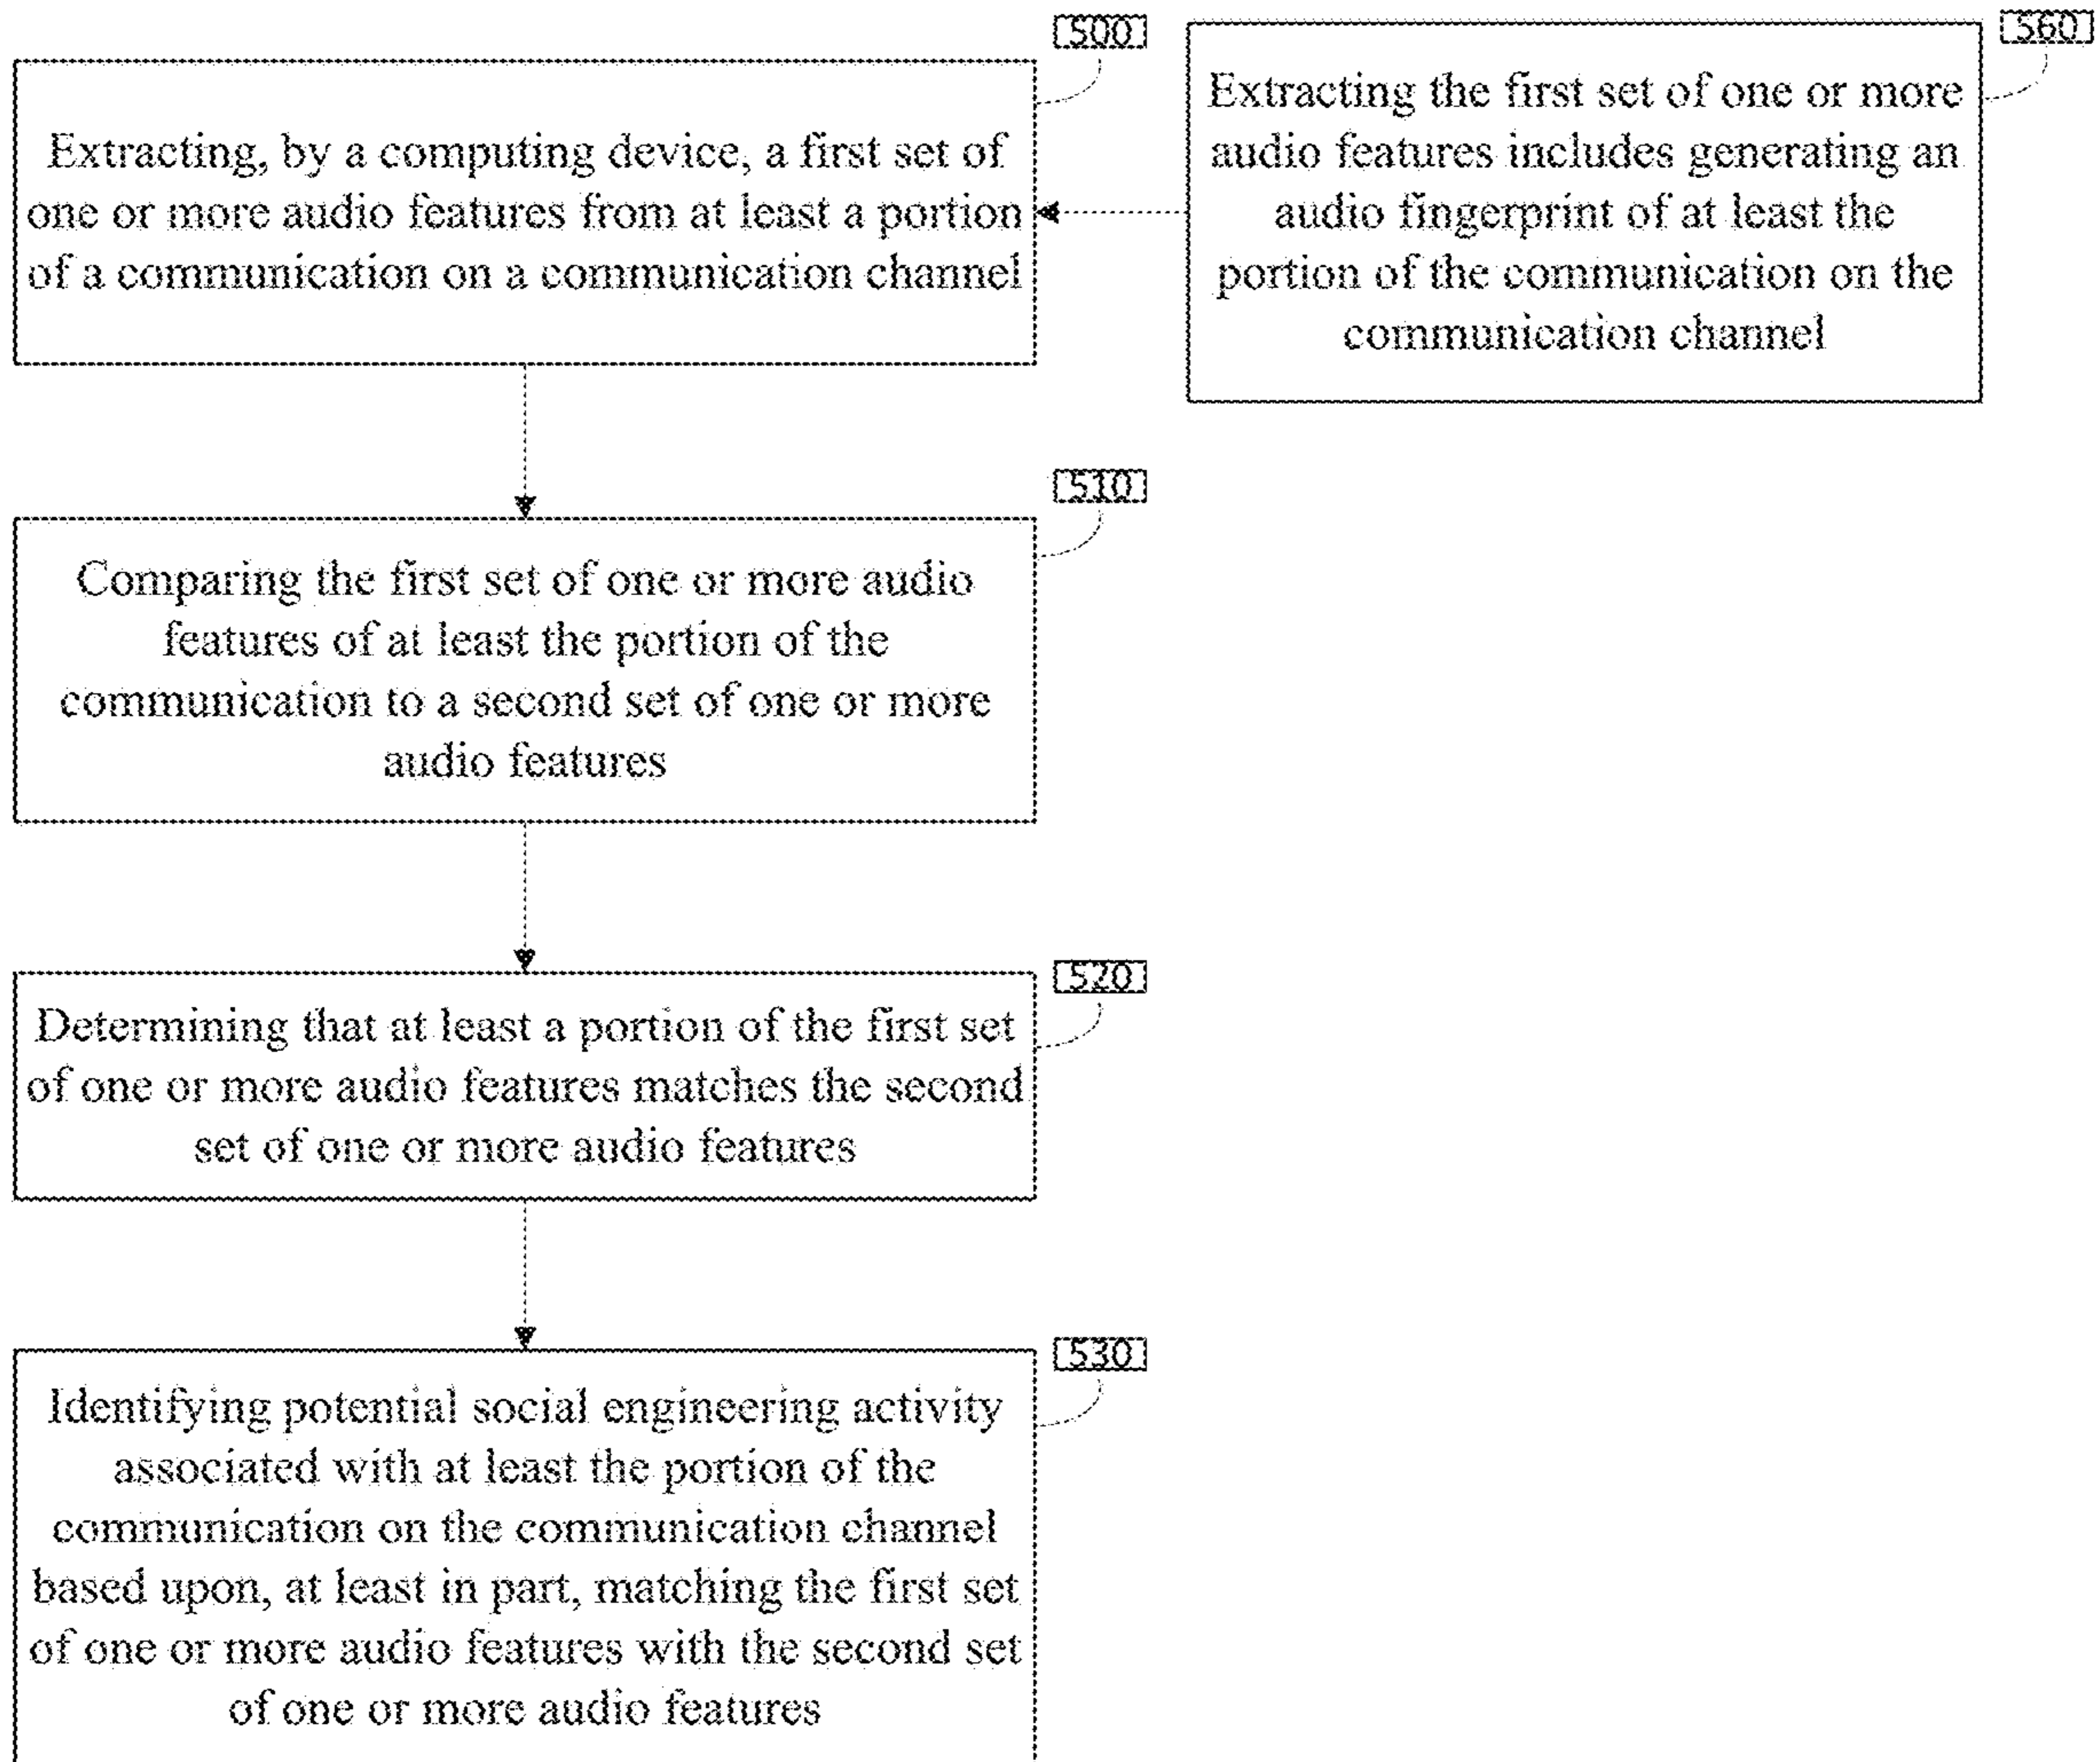 500
Extracting, by a computing device, a first set of
one or more audio features from at least a portion
of a communication on a communication channel
560
Extracting the first set of one or more
audio features includes generating an
audio fingerprint of at least the
portion of the communication on the
communication channel
510
Comparing the first set of one or more audio
features of at least the portion of the
communication to a second set of one or more
audio features
520
Determining that at least a portion of the first set
of one or more audio features matches the second
set of one or more audio features
530
Identifying potential social engineering activity
associated with at least the portion of the
communication on the communication channel
based upon, at least in part, matching the first set
of one or more audio features with the second set
of one or more audio features